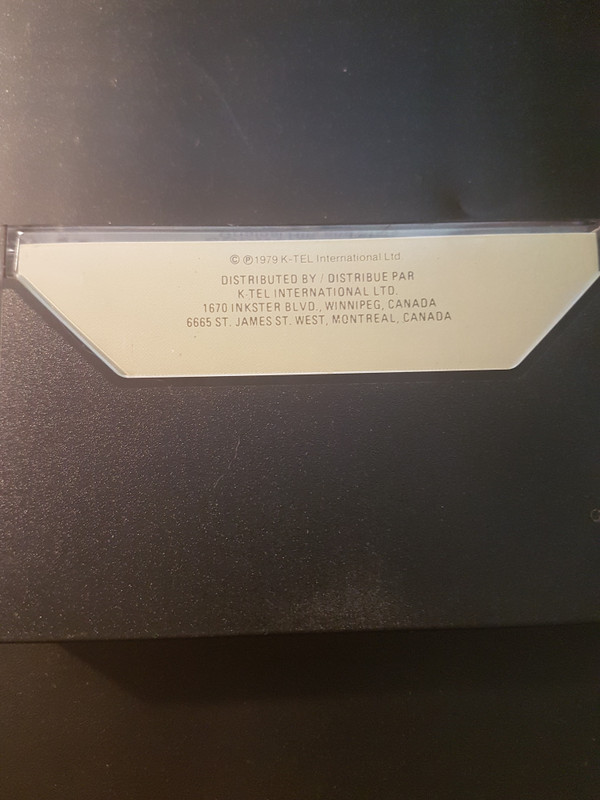 © ℗ 1979 K-TEL International Ltd
DISTRIBUTED BY / DISTRIBUE PAR
K-TEL INTERNATIONAL LTD.
1670 INKSTER BLVD., WINNIPEG, CANADA
6665 ST. JAMES ST. WEST, MONTREAL, CANADA